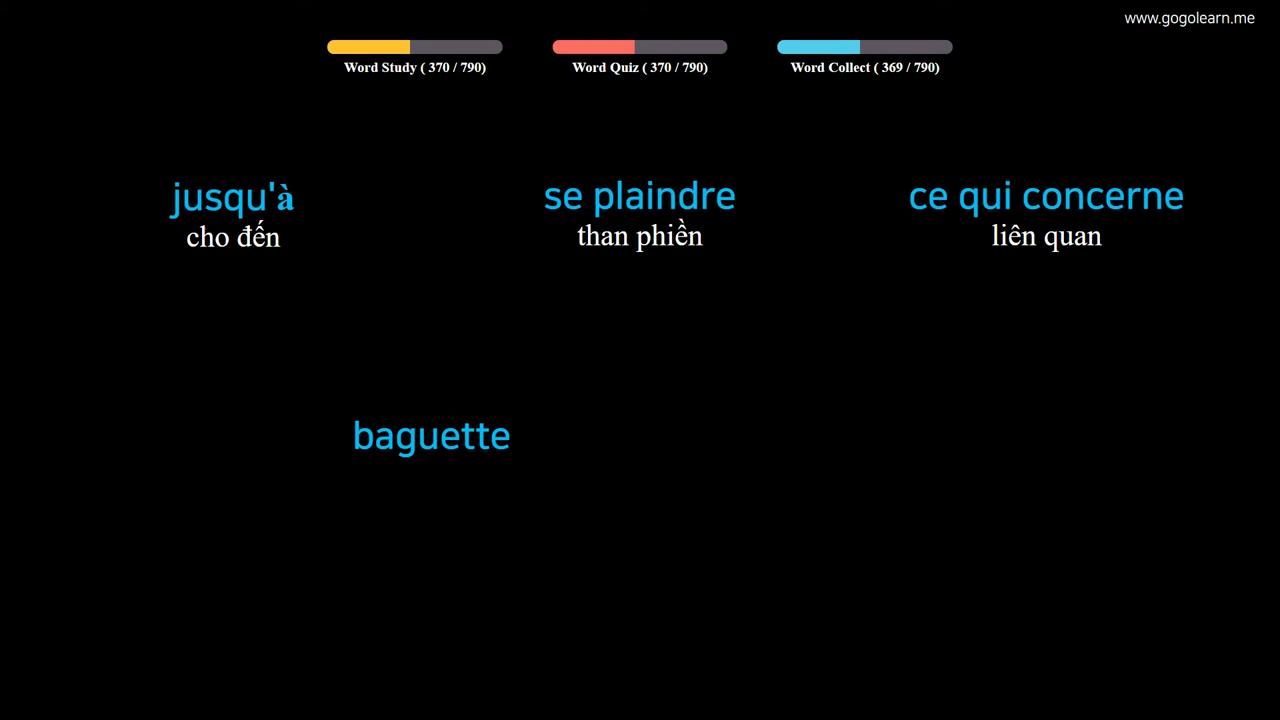 www.gogolearn.me
Word Study ( 370 / 790)
Word Quiz ( 370 / 790)
Word Collect ( 369 / 790)
jusqu'à
cho đến
se plaindre
than phiền
ce qui concerne
liên quan
baguette